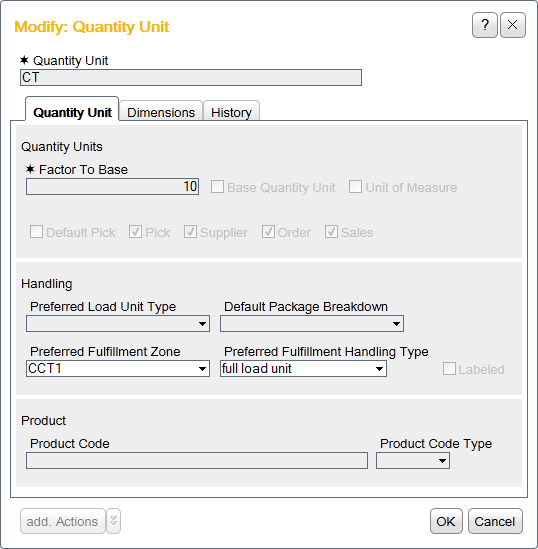 Modify: Quantity Unit
?
✶ Quantity Unit
CT
Quantity Unit Dimensions History
Quantity Units
✶ Factor To Base
10 Base Quantity Unit Unit of Measure
Default Pick Pick Supplier Order Sales
Handling
Preferred Load Unit Type Default Package Breakdown
Preferred Fulfillment Zone Preferred Fulfillment Handling Type
CCT1 full load unit Labeled
Product
Product Code Product Code Type
add. Actions OK Cancel